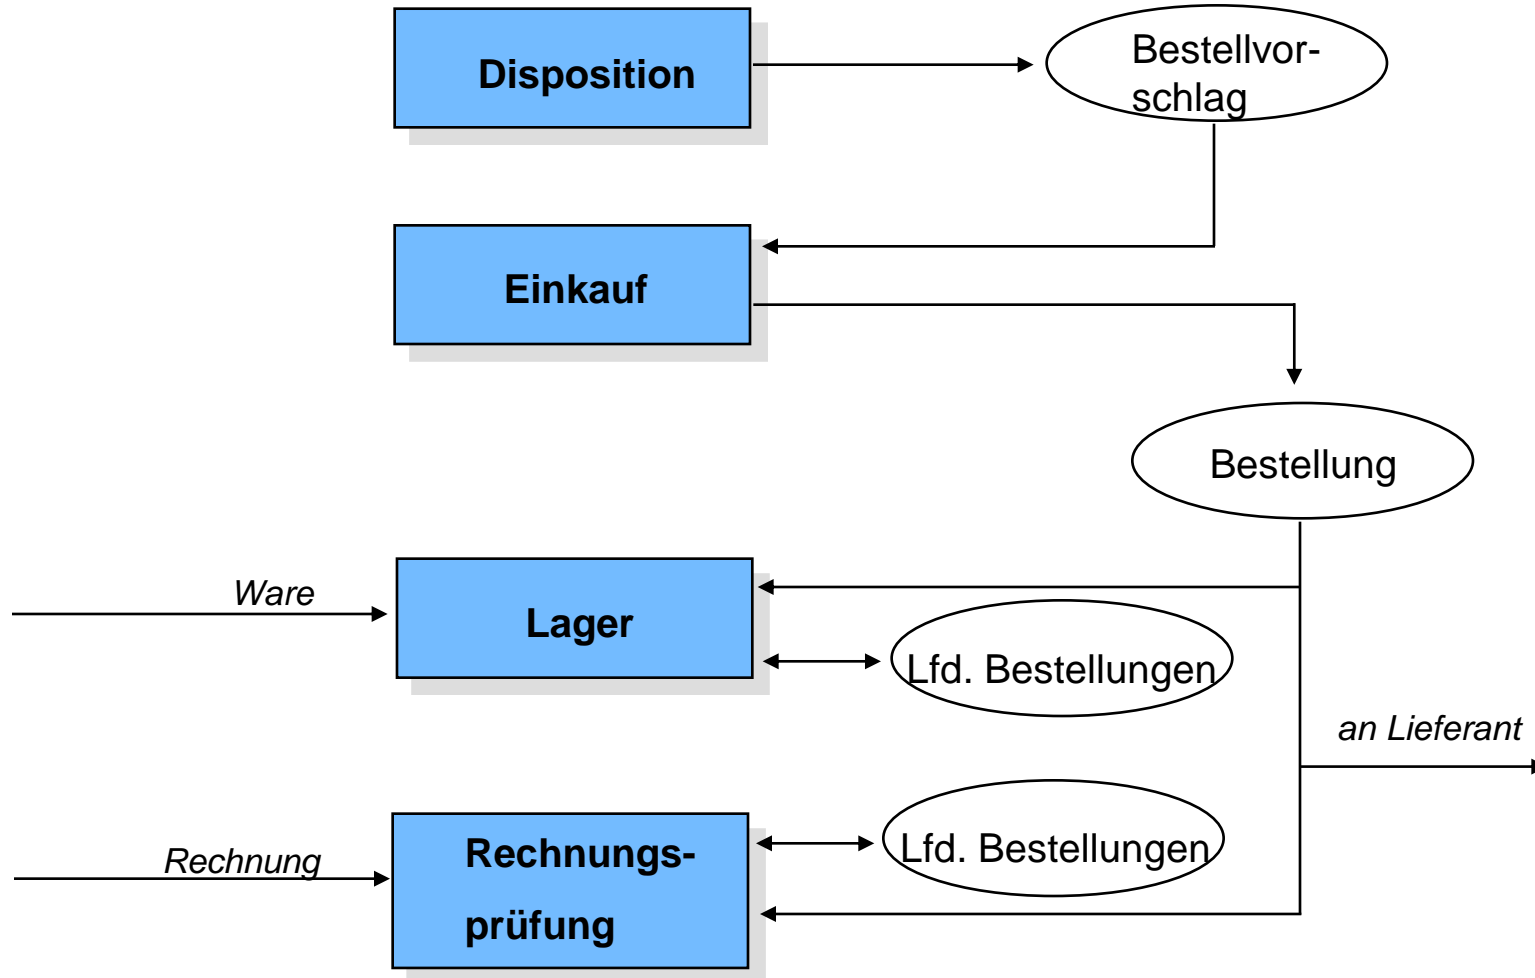 Disposition
Bestellvor-
schlag
Einkauf
Bestellung
Ware
Lager
Lfd. Bestellungen
an Lieferant
Rechnung
Rechnungs-
prüfung
Lfd. Bestellungen